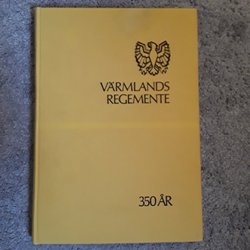 VÄRMLANDS
REGEMENTE
350 ÅR